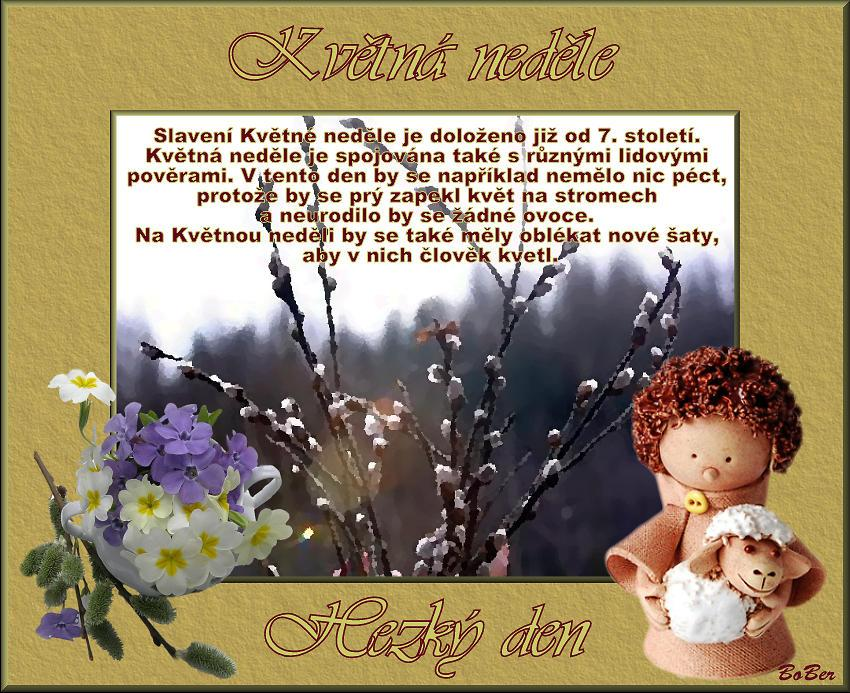 Květná neděle
Slavení Květné neděle je doloženo již od 7. století.
Květná neděle je spojována také s různými lidovými
pověrami. V tento den by se například nemělo nic péct,
protože by se prý zapekl květ na stromech
a neurodilo by se žádné ovoce.
Na Květnou neděli by se také měly oblékat nové šaty,
aby v nich člověk kvetl.
Hezký den
BoBer